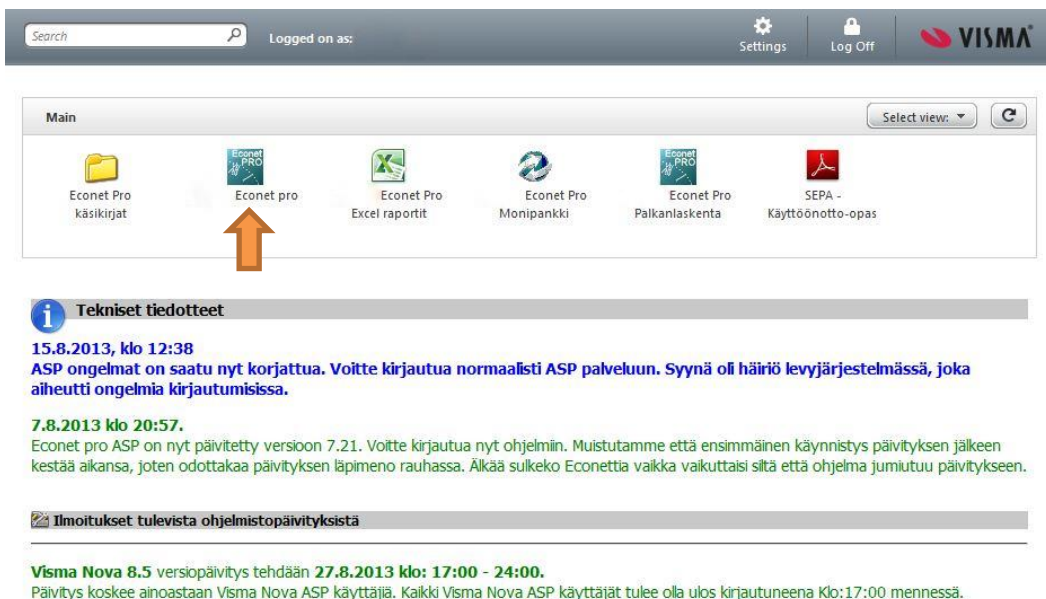 Search
Logged on as:
Settings
Log Off
VISMA
Main
Select view:
Econet Pro
käsikirjat
Econet
PRO
Econet pro
Econet Pro
Excel raportit
Econet Pro
Monipankki
Econet
PRO
Econet Pro
Palkanlaskenta
SEPA -
Käyttöönotto-opas
Tekniset tiedotteet
15.8.2013, klo 12:38
ASP ongelmat on saatu nyt korjattua. Voitte kirjautua normaalisti ASP palveluun. Syynä oli häiriö levyjärjestelmässä, joka
aiheutti ongelmia kirjautumisissa.
7.8.2013 klo 20:57.
Econet pro ASP on nyt päivitetty versioon 7.21. Voitte kirjautua nyt ohjelmiin. Muistutamme että ensimmäinen käynnistys päivityksen jälkeen
kestää aikansa, joten odottakaa päivityksen läpimeno rauhassa. Älkää sulkeko Econettia vaikka vaikuttaisi siltä että ohjelma jumiutuu päivitykseen.
Ilmoitukset tulevista ohjelmistopäivityksistä
Visma Nova 8.5 versiopäivitys tehdään 27.8.2013 klo: 17:00 - 24:00.
Päivitys koskee ainoastaan Visma Nova ASP käyttäjiä. Kaikki Visma Nova ASP käyttäjät tulee olla ulos kirjautuneena Klo:17:00 mennessä.